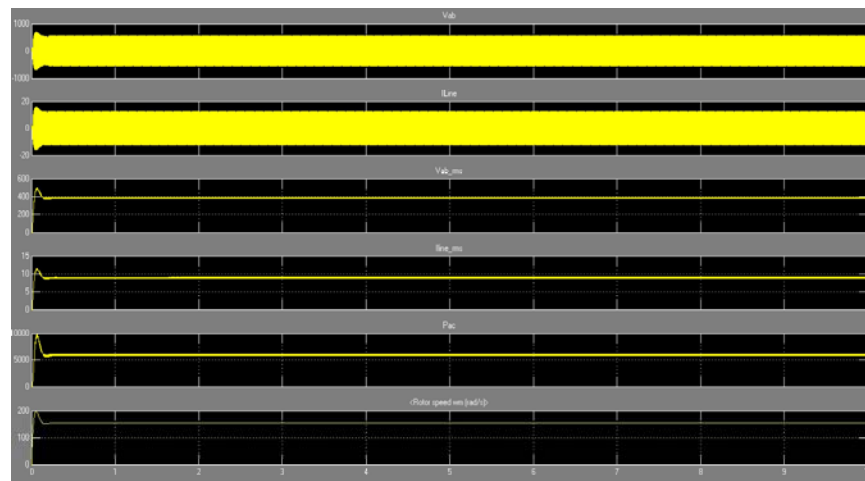 Vab
1000
0
-1000
ILine
20
0
-20
Vab_rms
600
400
200
0
Iline_rms
15
10
5
0
Pac
10000
5000
0
<Rotor speed wm (rad/s)>
200
100
0
0 1 2 3 4 5 6 7 8 9